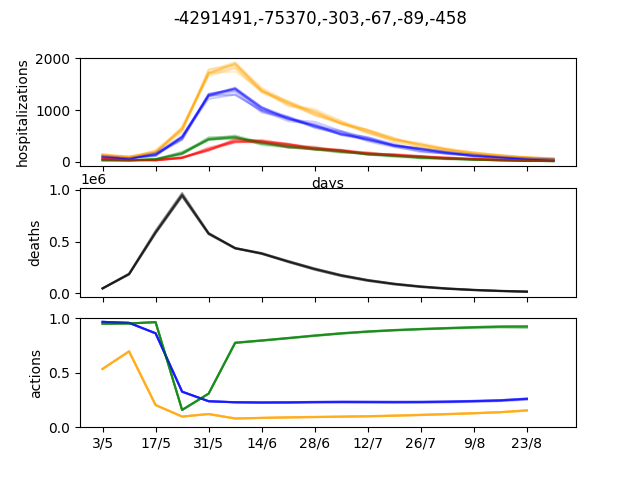 -4291491,-75370,-303,-67,-89,-458
2000
1000
0
hospitalizations
days
1e6
1.0
0.5
0.0
deaths
1.0
0.5
0.0
actions
3/5 17/5 31/5 14/6 28/6 12/7 26/7 9/8 23/8